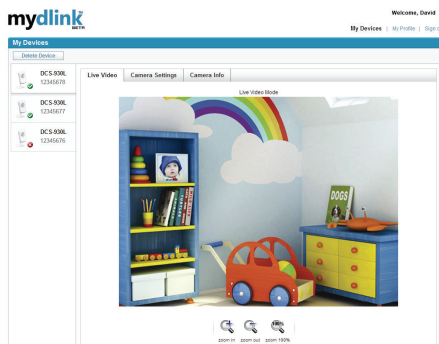 mydlink
BETA
Welcome, David
My Devices | My Profile | Sign
My Devices
Delete Device
DCS-930L
12345678
DCS-930L
12345677
DCS-930L
12345676
Live Video
Camera Settings
Camera Info
Live Video Mode
DOGS
100%
zoom in
zoom out
zoom 100%